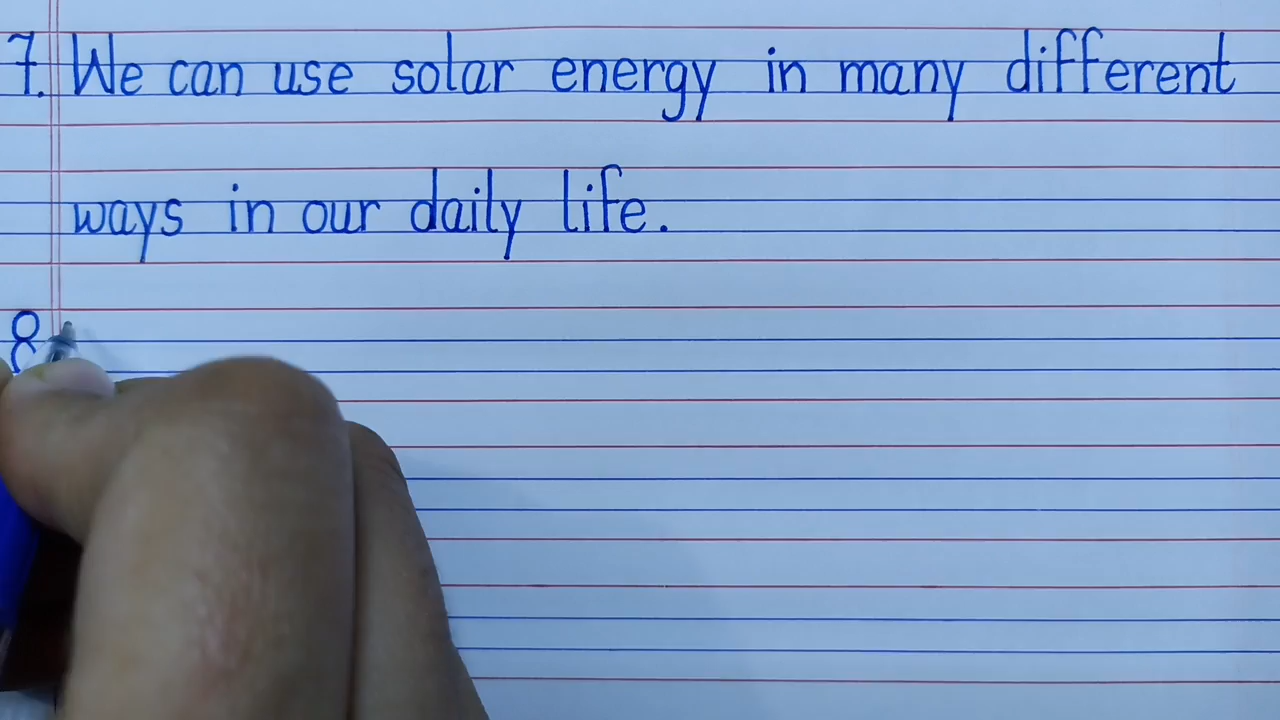 7. We can use solar energy in many different
ways in our daily life.
8